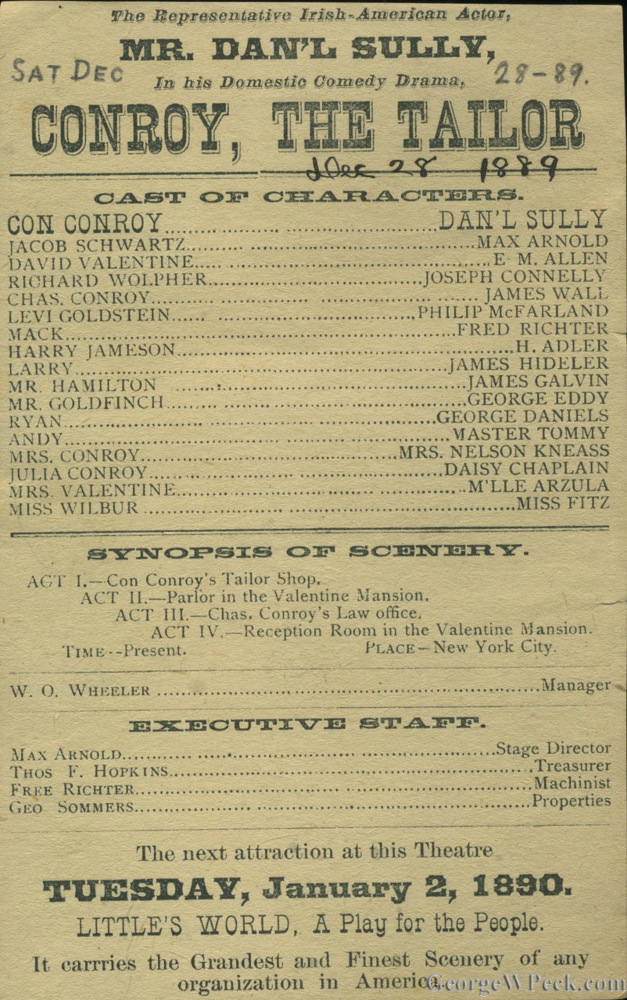 The Representative Irish-American Actor,
MR. DAN'L SULLY,
SAT DEC 28-89.
In his Domestic Comedy Drama,
CONROY, THE TAILOR
Dec 28 1889
CAST OF CHARACTERS.
CON CONROY..............................DAN'L SULLY
JACOB SCHWARTZ..............................MAX ARNOLD
DAVID VALENTINE..............................E. M. ALLEN
RICHARD WOLPHER..............................JOSEPH CONNELLY
CHAS. CONROY..............................JAMES WALL
LEVI GOLDSTEIN..............................PHILIP McFARLAND
MACK..............................FRED RICHTER
HARRY JAMESON..............................H. ADLER
LARRY..............................JAMES HIDELER
MR. HAMILTON ..............................JAMES GALVIN
MR. GOLDFINCH..............................GEORGE EDDY
RYAN..............................GEORGE DANIELS
ANDY..............................MASTER TOMMY
MRS. CONROY..............................MRS. NELSON KNEASS
JULIA CONROY..............................DAISY CHAPLAIN
MRS. VALENTINE..............................M'LLE ARZULA
MISS WILBUR..............................MISS FITZ
SYNOPSIS OF SCENERY.
ACT I.—Con Conroy's Tailor Shop.
ACT II.—Parlor in the Valentine Mansion.
ACT III.—Chas. Conroy's Law office.
ACT IV.—Reception Room in the Valentine Mansion.
TIME--Present. PLACE—New York City.
W. O. WHEELER ..............................Manager
EXECUTIVE STAFF.
MAX ARNOLD..............................Stage Director
THOS F. HOPKINS..............................Treasurer
FREE RICHTER..............................Machinist
GEO SOMMERS..............................Properties
The next attraction at this Theatre
TUESDAY, January 2, 1890.
LITTLE'S WORLD, A Play for the People.
It carrries the Grandest and Finest Scenery of any
organization in America.
GeorgeWPeck.com